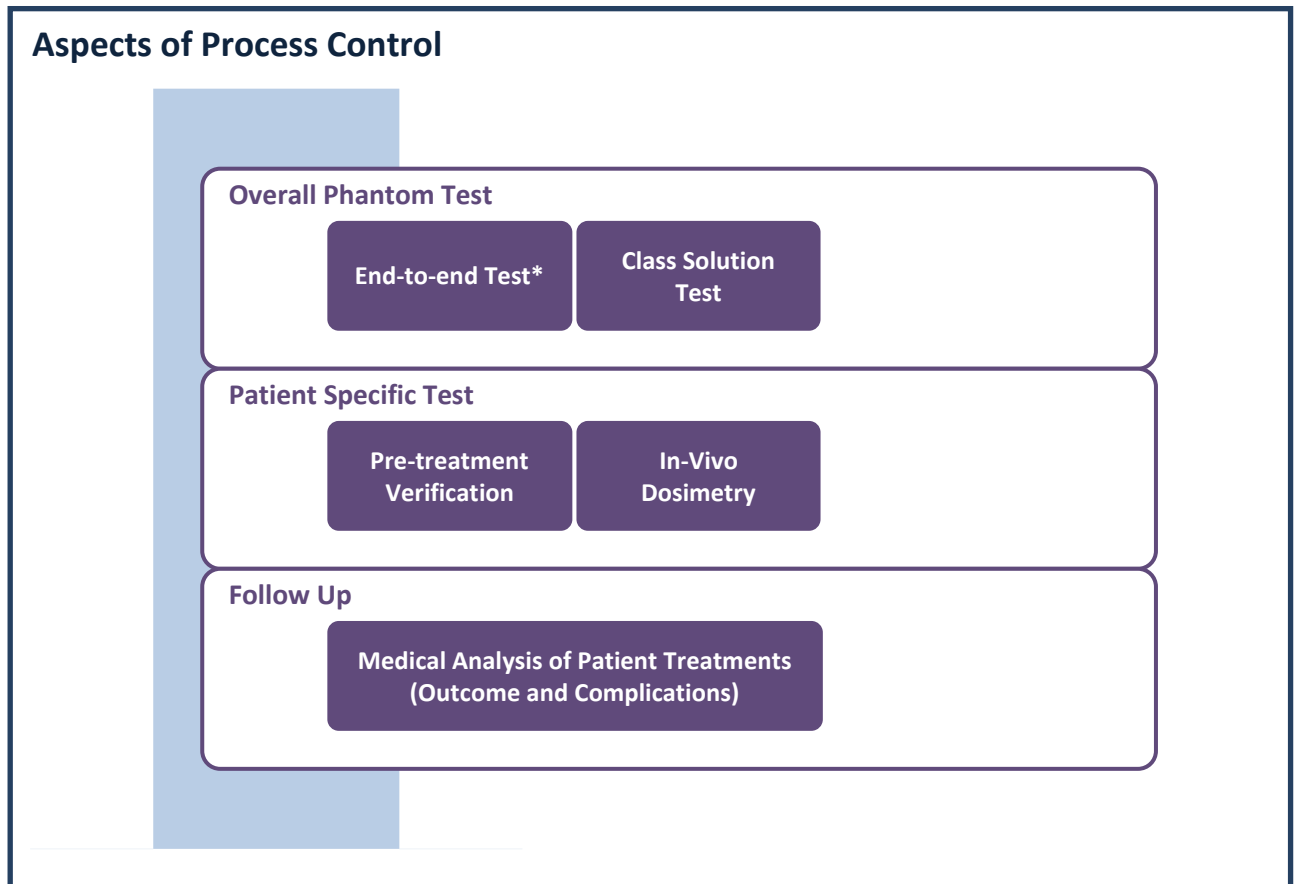 Aspects of Process Control
Overall Phantom Test
End-to-end Test*
Class Solution
Test
Patient Specific Test
Pre-treatment
Verification
In-Vivo
Dosimetry
Follow Up
Medical Analysis of Patient Treatments
(Outcome and Complications)